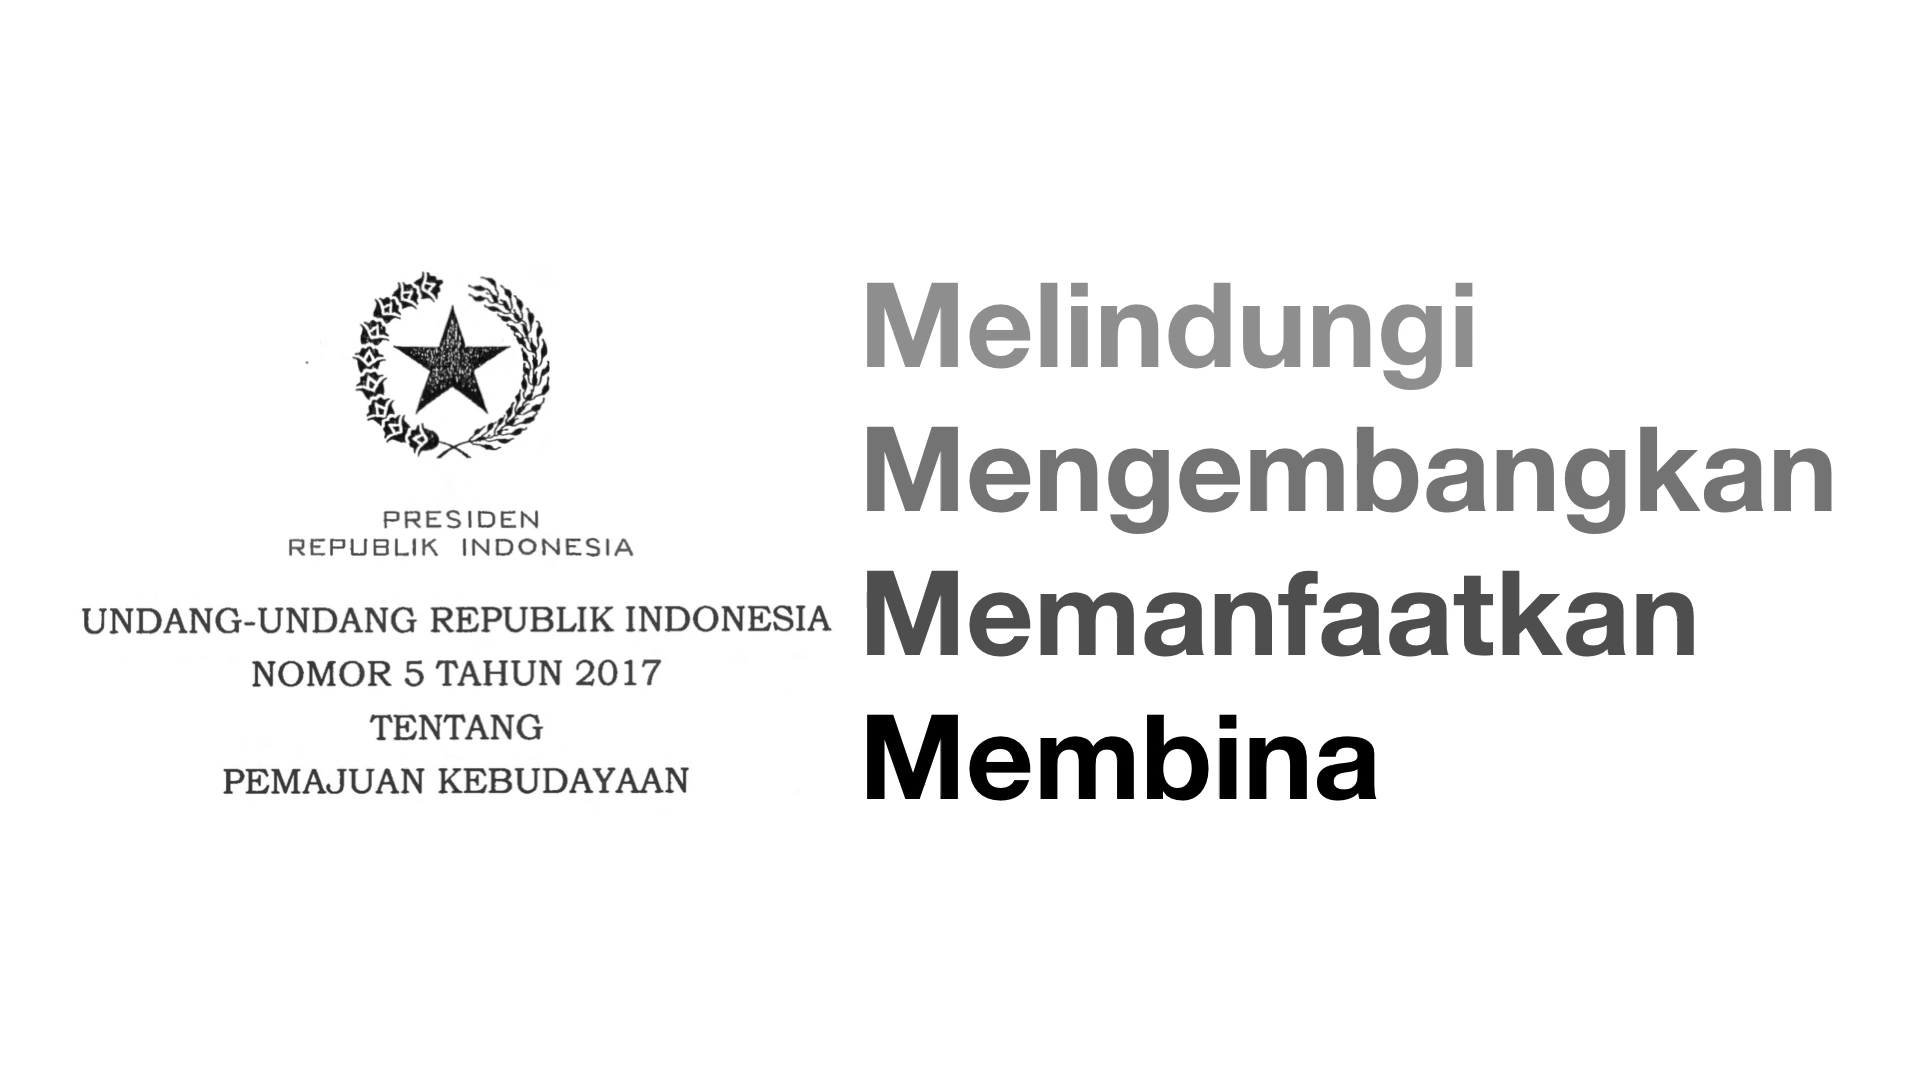 PRESIDEN
REPUBLIK INDONESIA
UNDANG-UNDANG REPUBLIK INDONESIA
NOMOR 5 TAHUN 2017
TENTANG
PEMAJUAN KEBUDAYAAN
Melindungi
Mengembangkan
Memanfaatkan
Membina